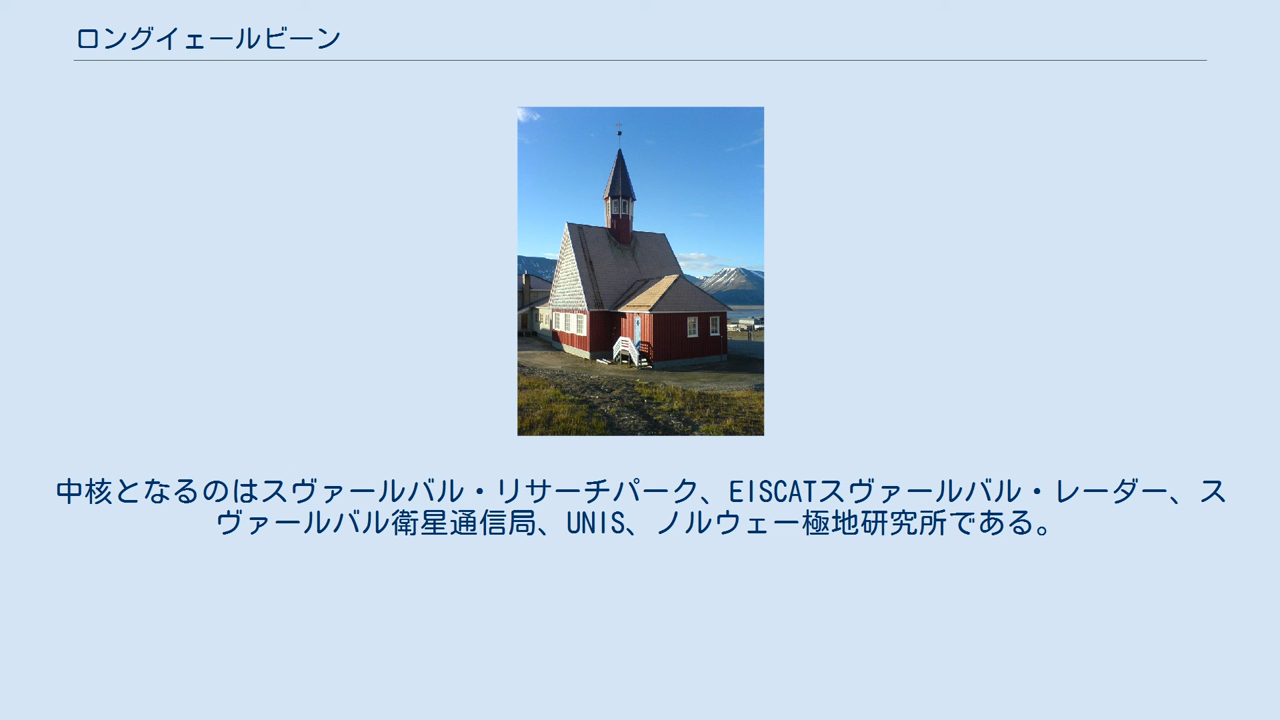 ロングイェールビーン
中核となるのはスヴァールバル・リサーチパーク、EISCATスヴァールバル・レーダー、ス
ヴァールバル衛星通信局、UNIS、ノルウェー極地研究所である。